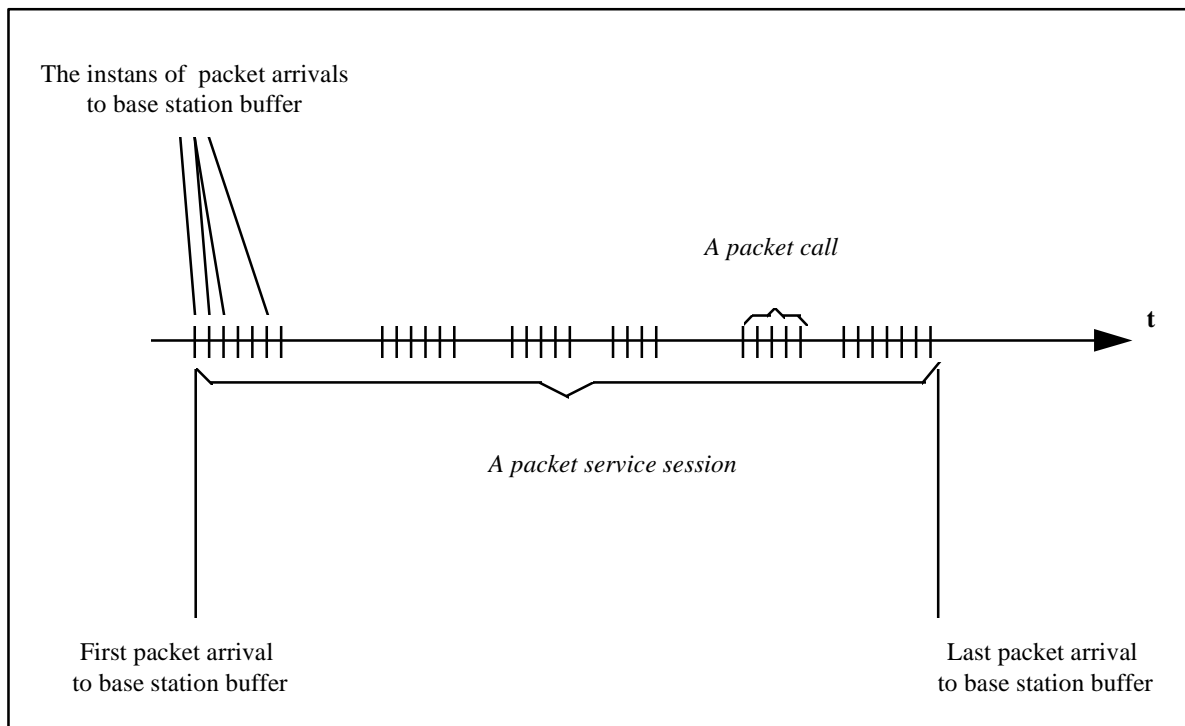 The instans of packet arrivals
to base station buffer
A packet call
t
A packet service session
First packet arrival
to base station buffer
Last packet arrival
to base station buffer